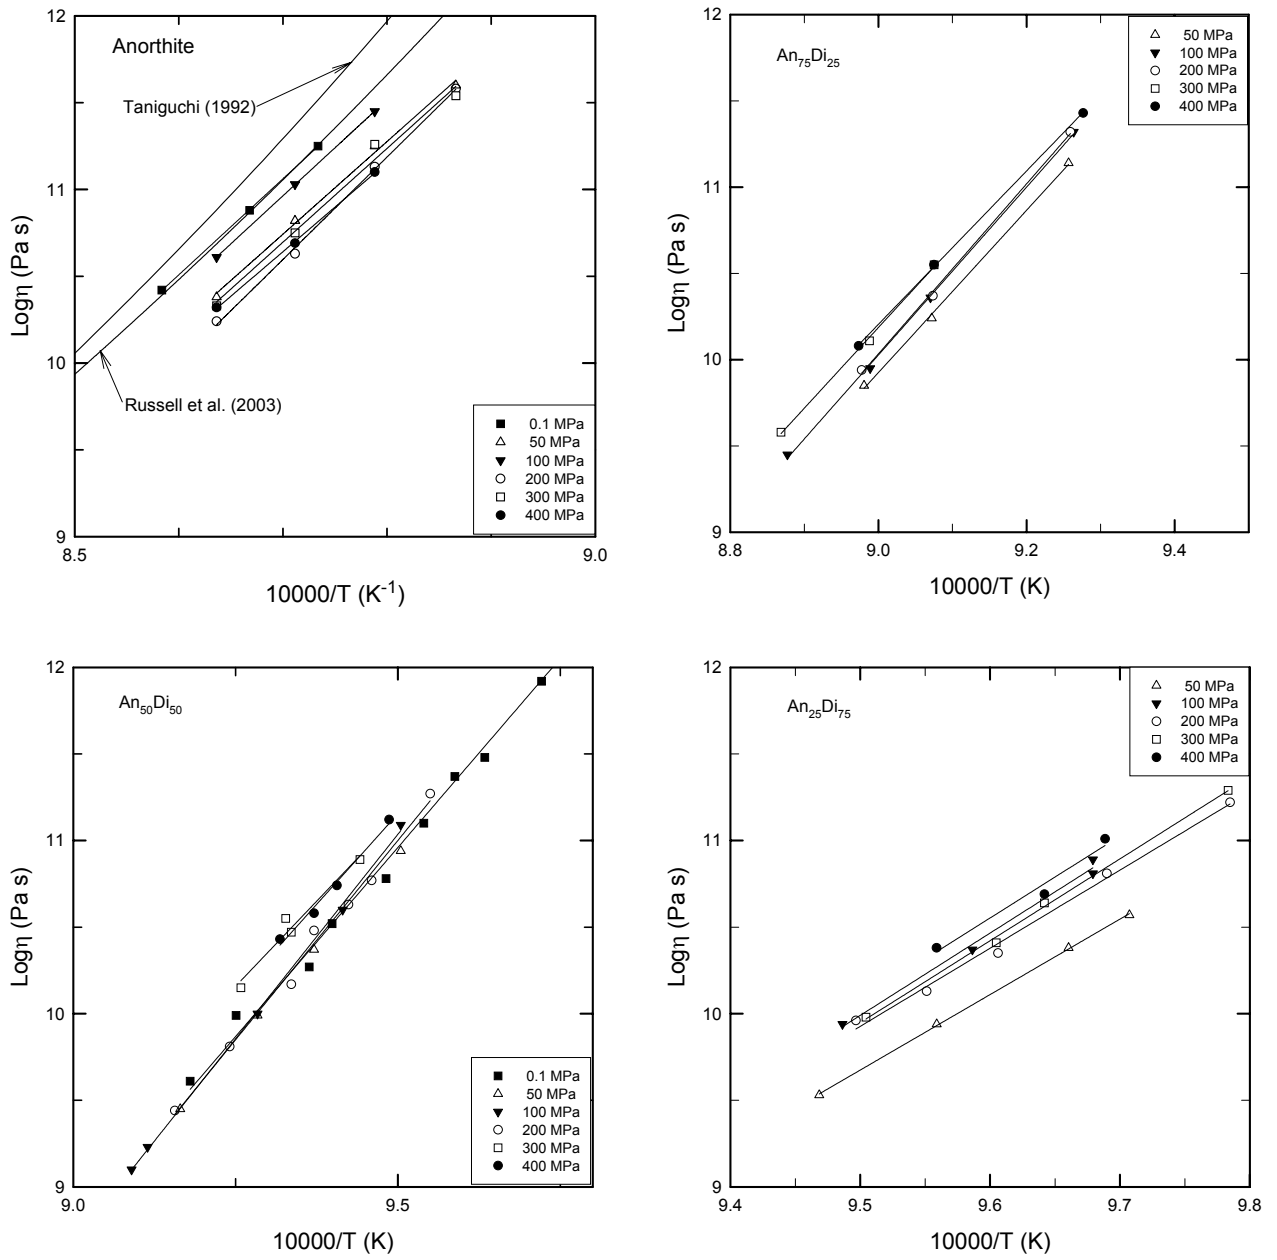 Anorthite
Taniguchi (1992)
Russell et al. (2003)
12
11
10
9
8.5
9.0
Logη (Pa s)
10000/T (K⁻¹)
0.1 MPa
50 MPa
100 MPa
200 MPa
300 MPa
400 MPa
An₇₅Di₂₅
50 MPa
100 MPa
200 MPa
300 MPa
400 MPa
12
11
10
9
8.8
9.0
9.2
9.4
Logη (Pa s)
10000/T (K)
An₅₀Di₅₀
12
11
10
9
9.0
9.5
Logη (Pa s)
10000/T (K)
0.1 MPa
50 MPa
100 MPa
200 MPa
300 MPa
400 MPa
An₂₅Di₇₅
50 MPa
100 MPa
200 MPa
300 MPa
400 MPa
12
11
10
9
9.4
9.5
9.6
9.7
9.8
Logη (Pa s)
10000/T (K)